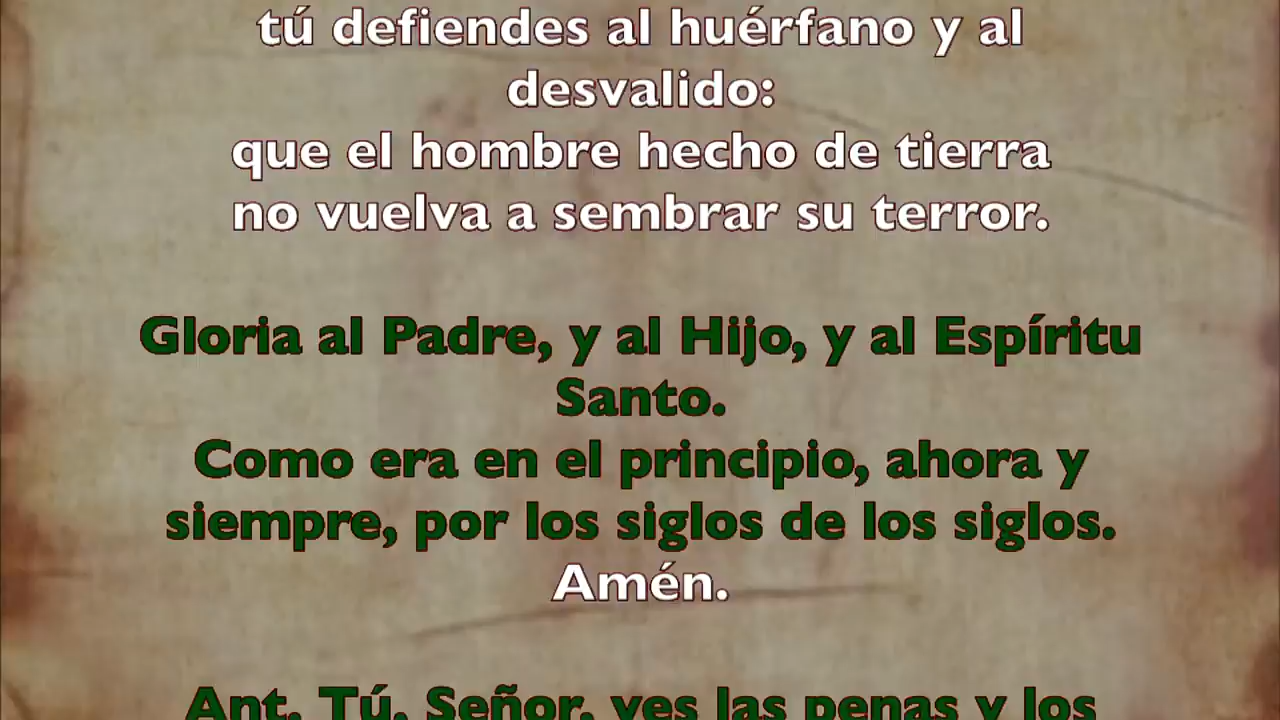 tú defiendes al huérfano y al
desvalido:
que el hombre hecho de tierra
no vuelva a sembrar su terror.
Gloria al Padre, y al Hijo, y al Espíritu
Santo.
Como era en el principio, ahora y
siempre, por los siglos de los siglos.
Amén.
Ant. Tú, Señor, ves las penas y los